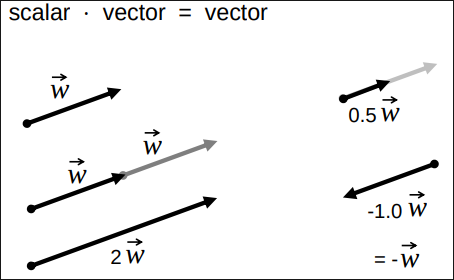 scalar · vector = vector
w⃗
w⃗
w⃗
2 w⃗
0.5 w⃗
-1.0 w⃗
= -w⃗